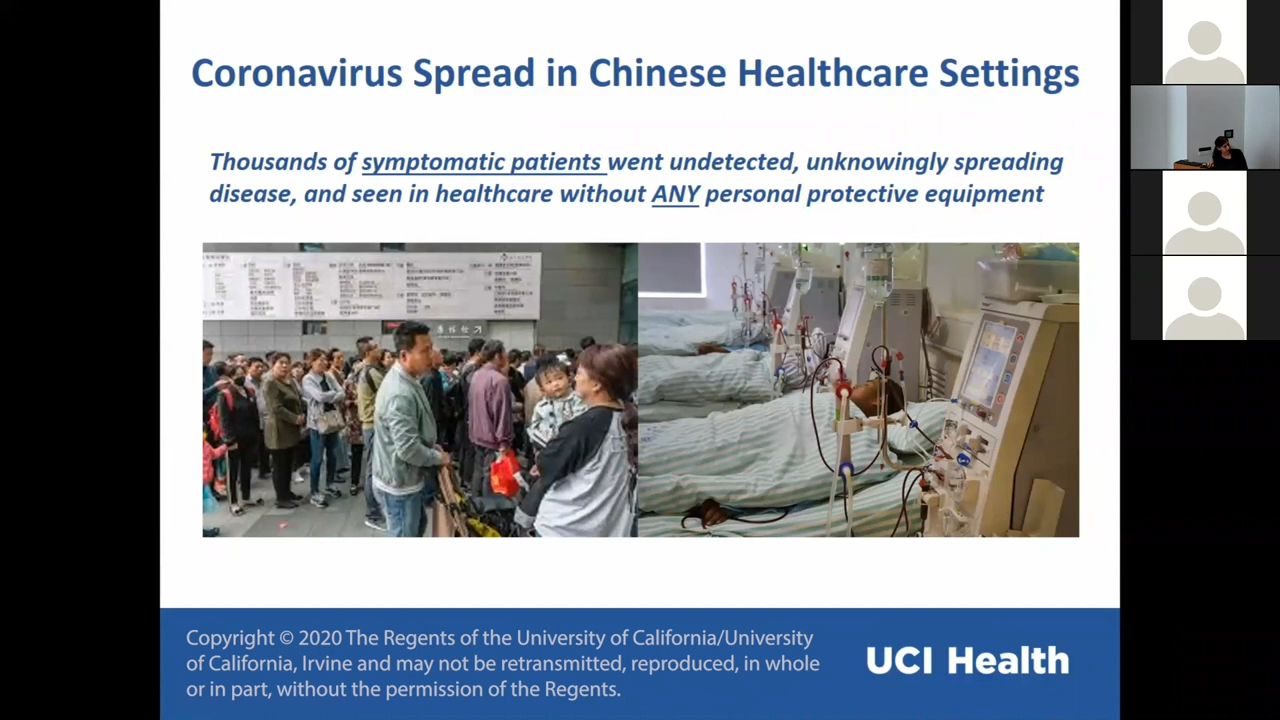 Coronavirus Spread in Chinese Healthcare Settings
Thousands of symptomatic patients went undetected, unknowingly spreading
disease, and seen in healthcare without ANY personal protective equipment
Copyright © 2020 The Regents of the University of California/University
of California, Irvine and may not be retransmitted, reproduced, in whole
or in part, without the permission of the Regents.
UCI Health